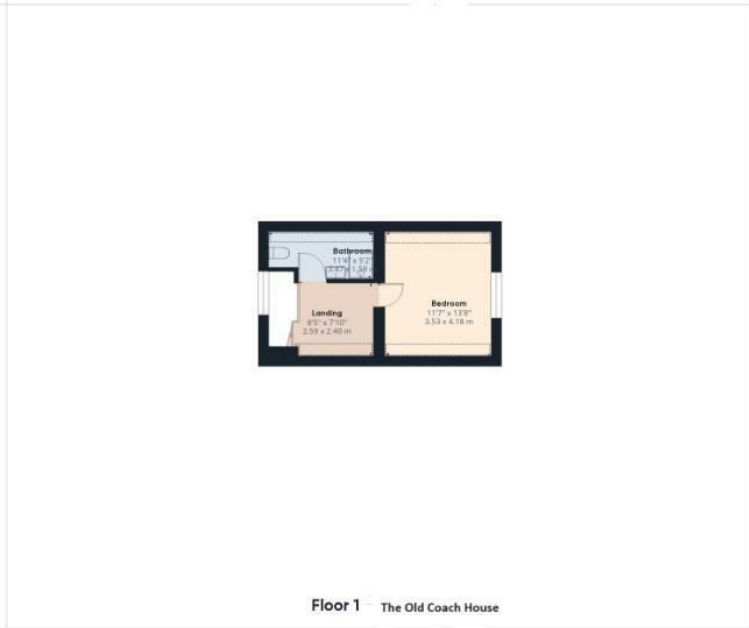 Bathroom
11'4" x 5'2"
Landing
8'5" x 7'10"
2.59 x 2.40 m
Bedroom
11'7" x 13'8"
3.53 x 4.18 m
Floor 1 The Old Coach House